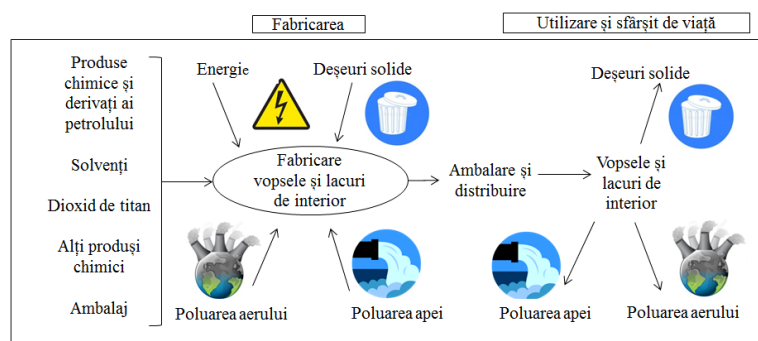 Fabricarea
Utilizare și sfârșit de viață
Produse
chimice și
derivați ai
petrolului
Solvenți
Dioxid de titan
Alți produși
chimici
Ambalaj
Energie
Deșeuri solide
Fabricare
vopsele și lacuri
de interior
Poluarea aerului
Poluarea apei
Ambalare și
distribuire
Deșeuri solide
Vopsele și
lacuri de
interior
Poluarea apei
Poluarea aerului